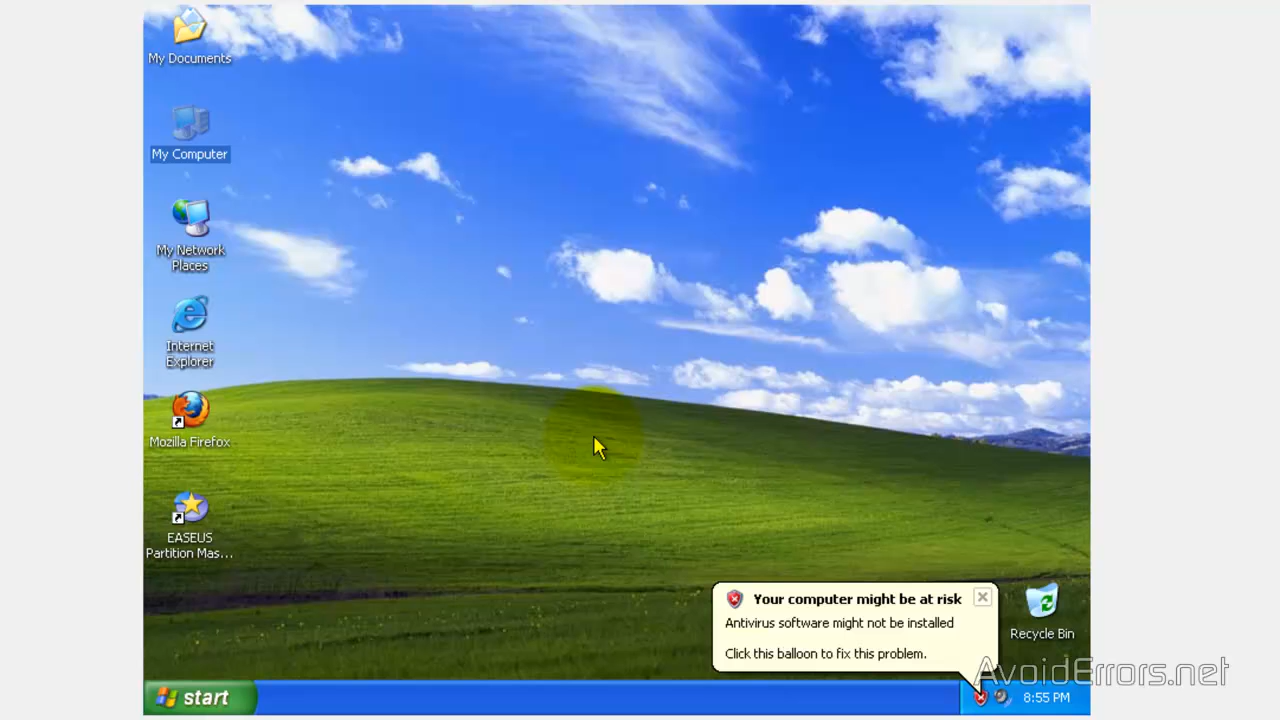 My Documents
My Computer
My Network
Places
Internet
Explorer
Mozilla Firefox
EASEUS
Partition Mas...
Your computer might be at risk
Antivirus software might not be installed
Click this balloon to fix this problem.
Recycle Bin
AvoidErrors.net
start
8:55 PM